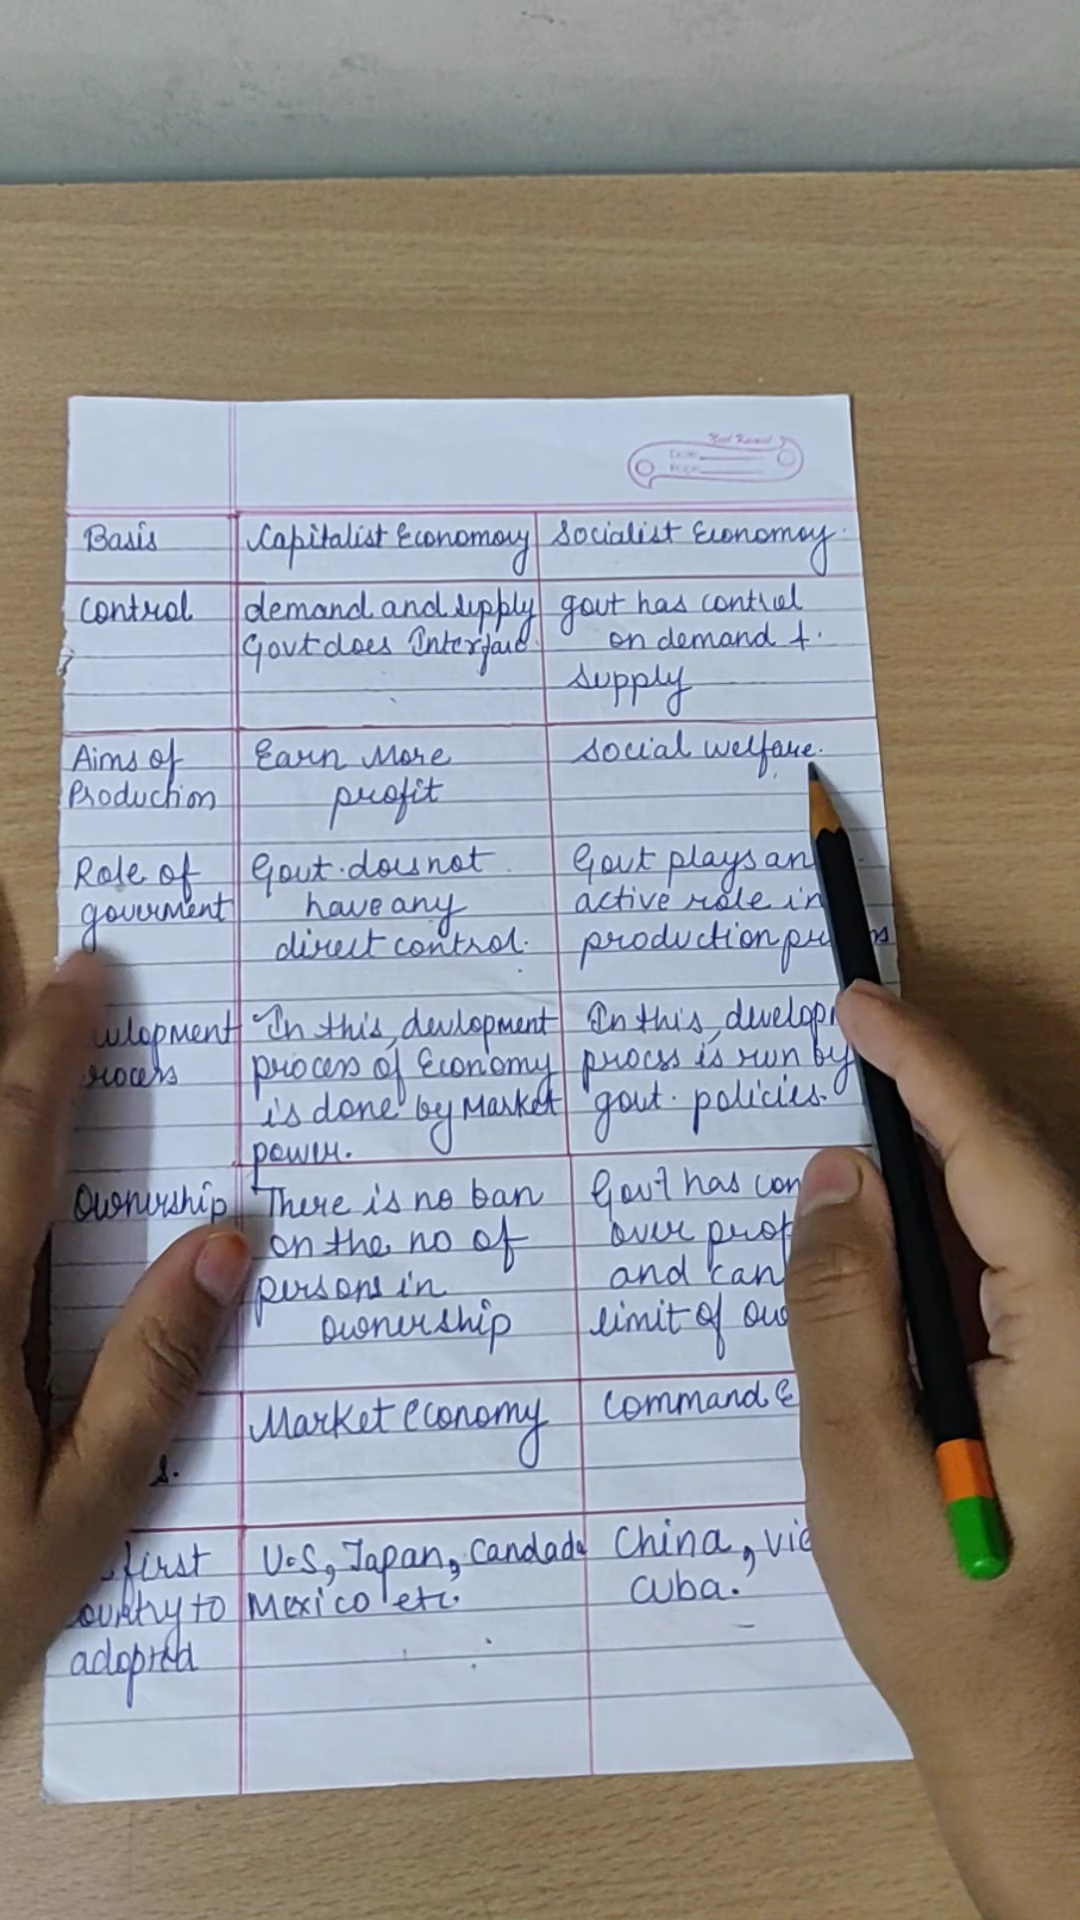 Basis
Capitalist Economoy
Socialist Economoy.
Control
demand and supply
Govt does Interfare.
govt has control
on demand +.
supply
Aims of
Production
Earn More
profit
Social welfare.
Role of
government
Govt. does not
have any
direct control.
Govt plays an
active role in
production
In this, devlopment
process of Economy
is done by Market
power.
In this,
process is run by
govt. policies.
Ownership
There is no ban
on the no of
persons in
ownership
Govt has
over
and can
limit of
Market economy
Command
s.
first
to
adopted
U.S, Japan, Candada
Mexico etc.
China,
Cuba.